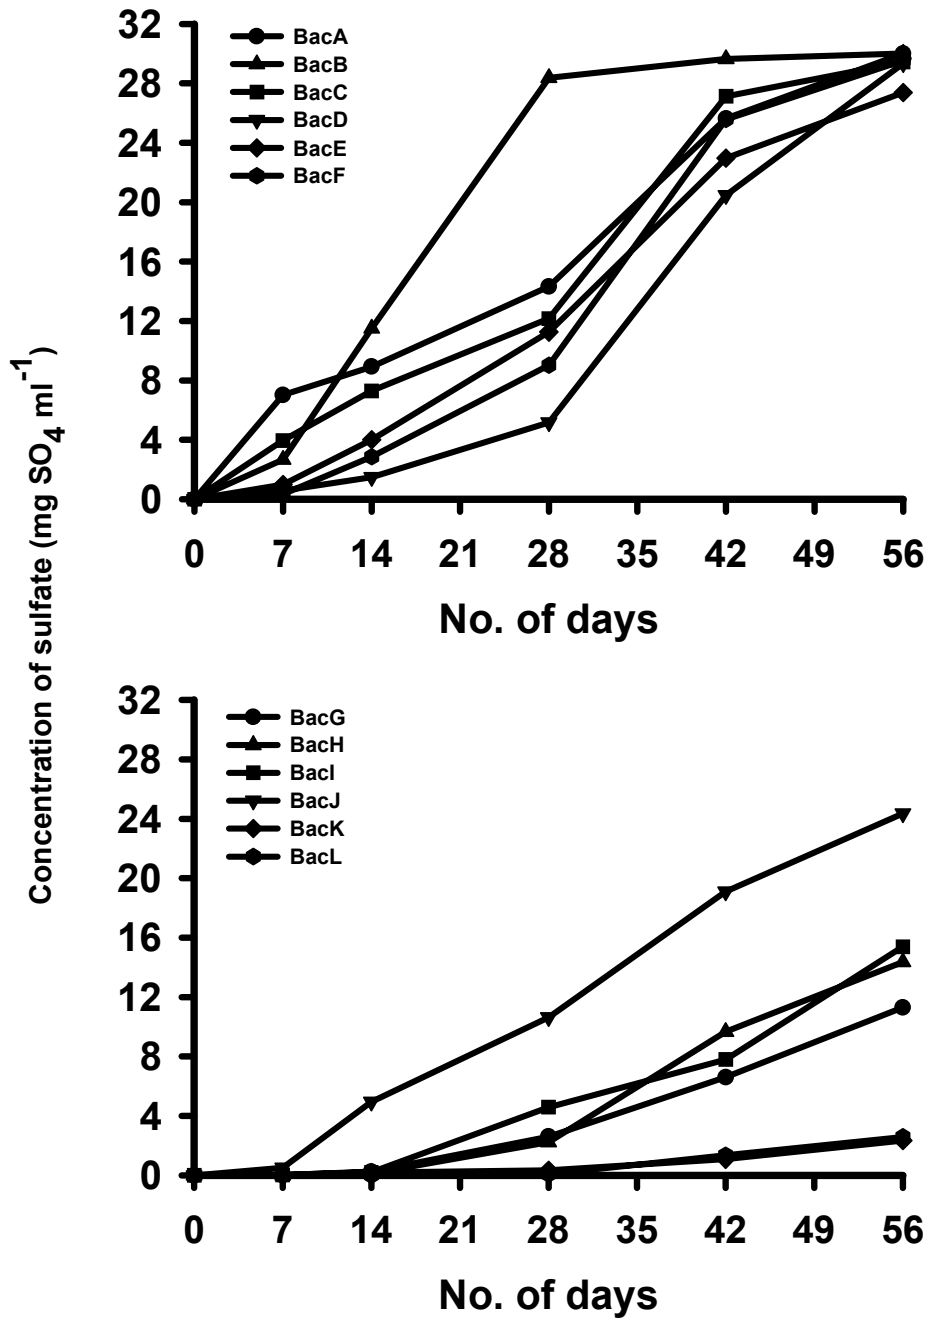 Concentration of sulfate (mg SO4 ml-1)
32
28
24
20
16
12
8
4
0
BacA
BacB
BacC
BacD
BacE
BacF
0 7 14 21 28 35 42 49 56
No. of days
32
28
24
20
16
12
8
4
0
BacG
BacH
BacI
BacJ
BacK
BacL
0 7 14 21 28 35 42 49 56
No. of days